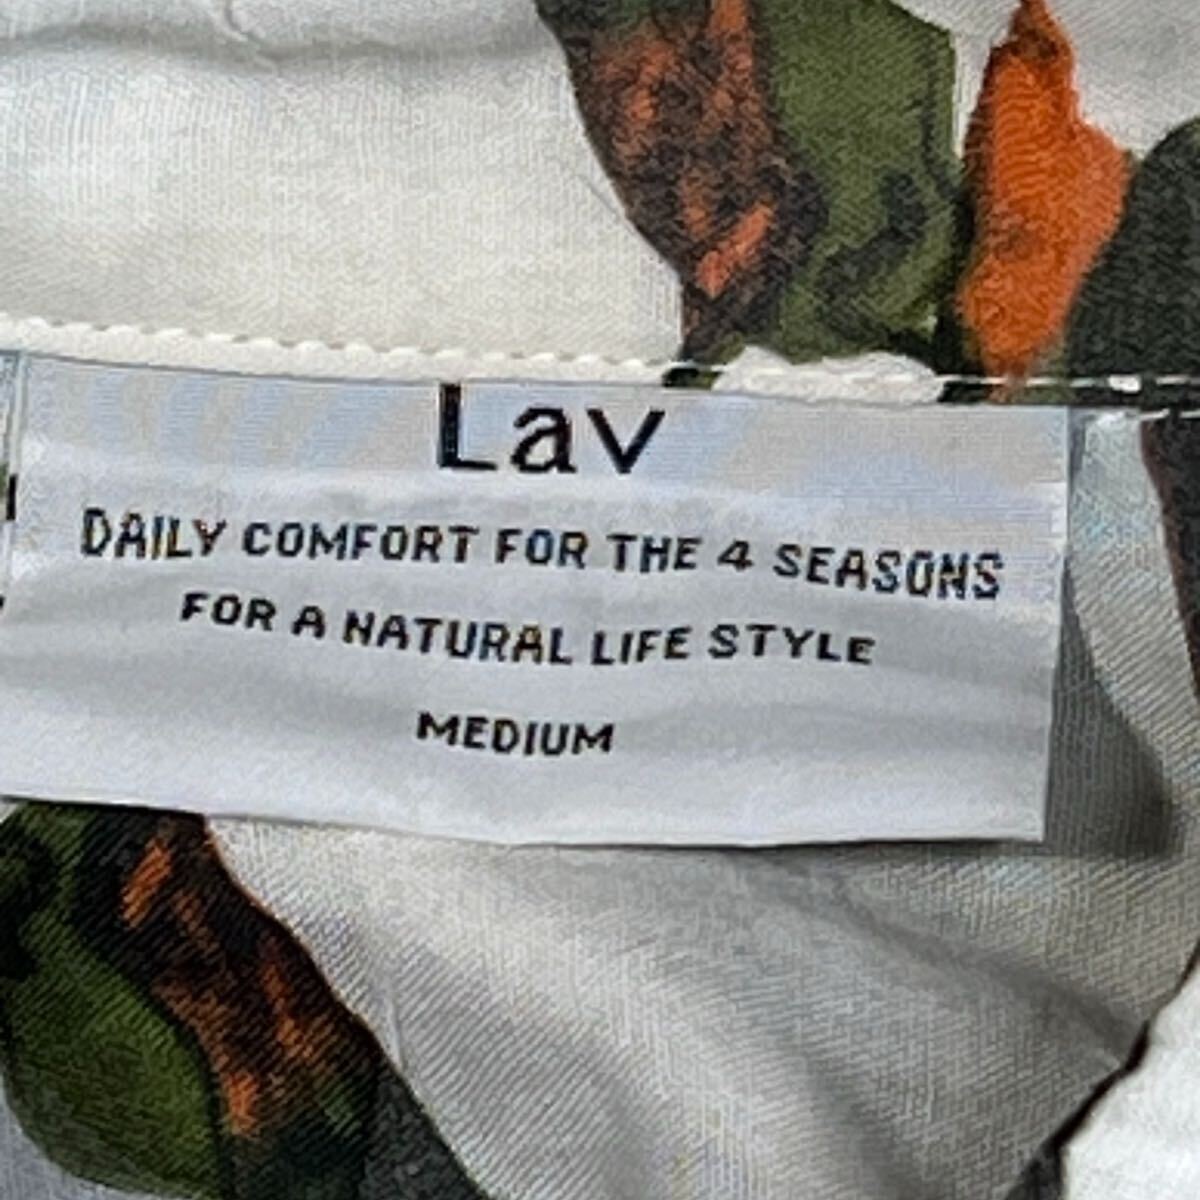 Lav
DAILY COMFORT FOR THE 4 SEASONS
FOR A NATURAL LIFE STYLE
MEDIUM